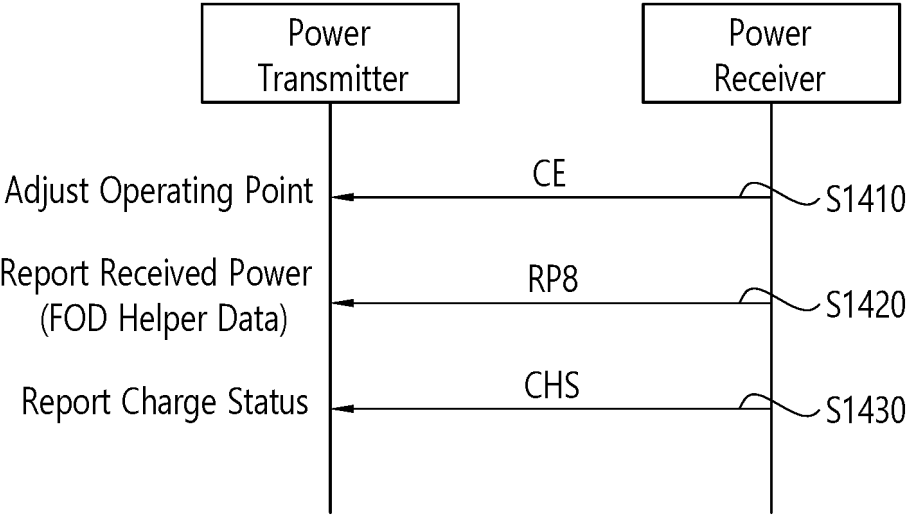 Power
Transmitter
Power
Receiver
Adjust Operating Point
CE
S1410
Report Received Power
(FOD Helper Data)
RP8
S1420
Report Charge Status
CHS
S1430